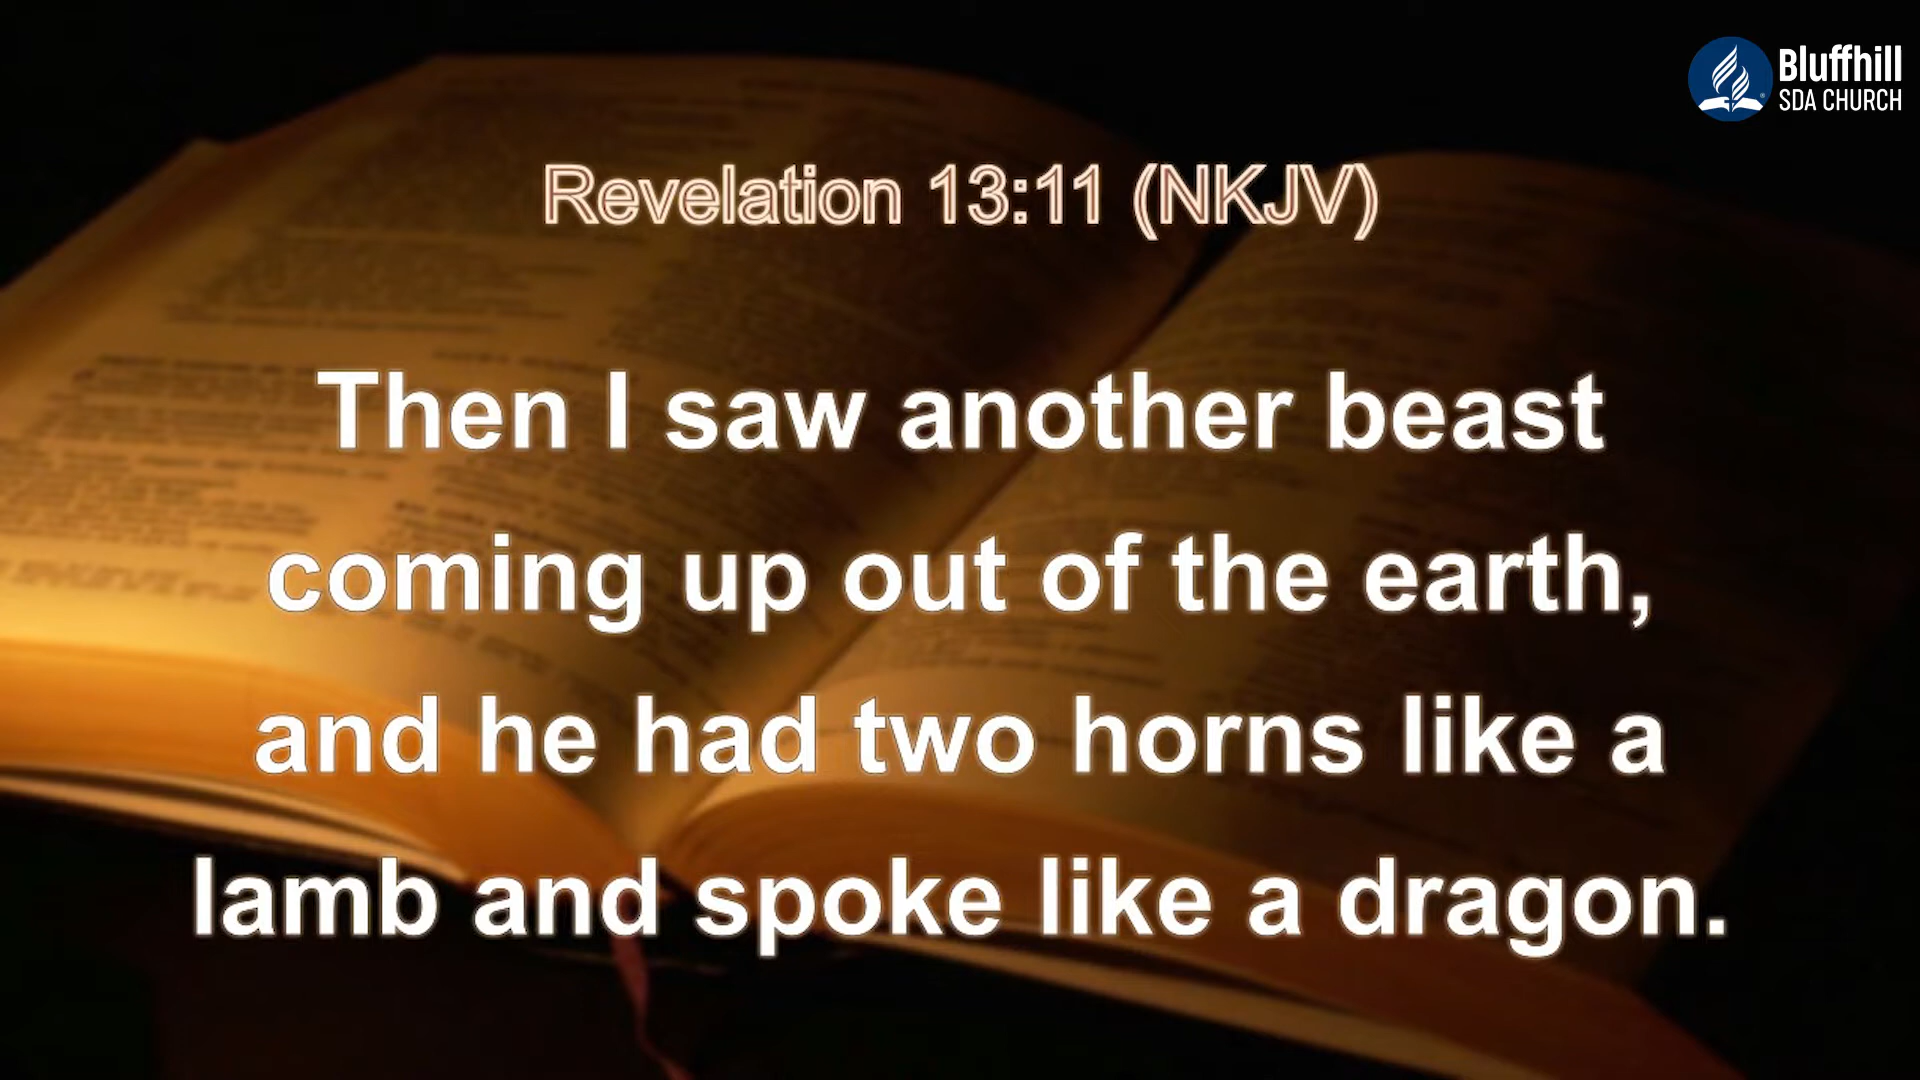 Bluffhill
SDA CHURCH
Revelation 13:11 (NKJV)
Then I saw another beast
coming up out of the earth,
and he had two horns like a
lamb and spoke like a dragon.